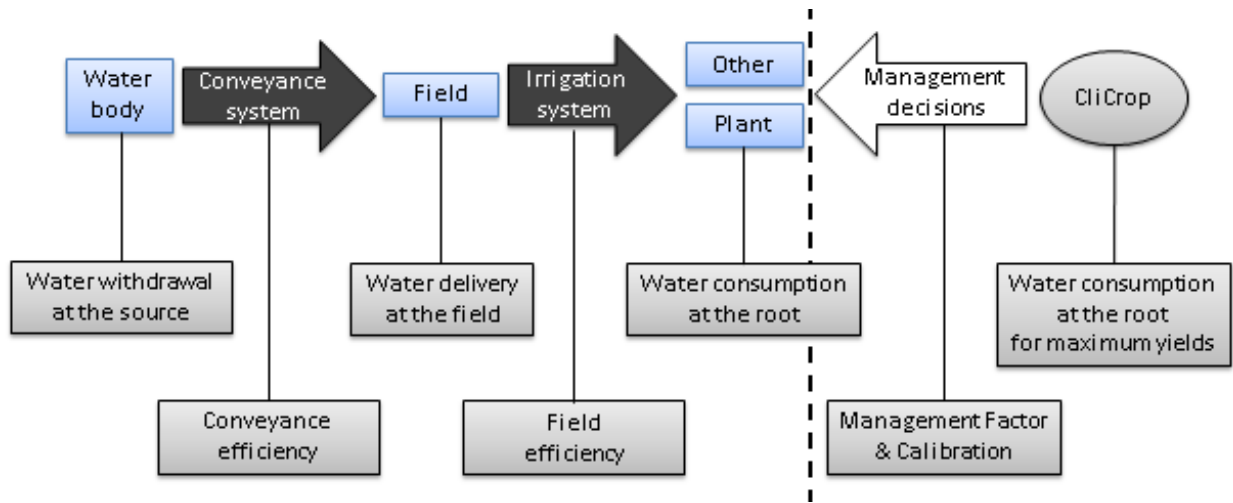 Water
body
Conveyance
system
Field
Irrigation
system
Other
Plant
Management
decisions
CliCrop
Water withdrawal
at the source
Water delivery
at the field
Water consumption
at the root
Water consumption
at the root
for maximum yields
Conveyance
efficiency
Field
efficiency
Management Factor
& Calibration